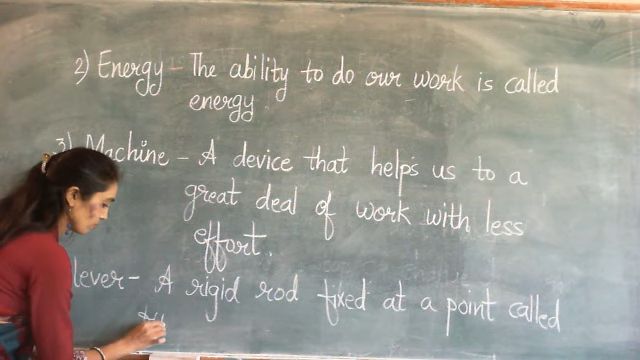 2) Energy – The ability to do our work is called
energy
3) Machine – A device that helps us to a
great deal of work with less
effort.
lever – A rigid rod fixed at a point called